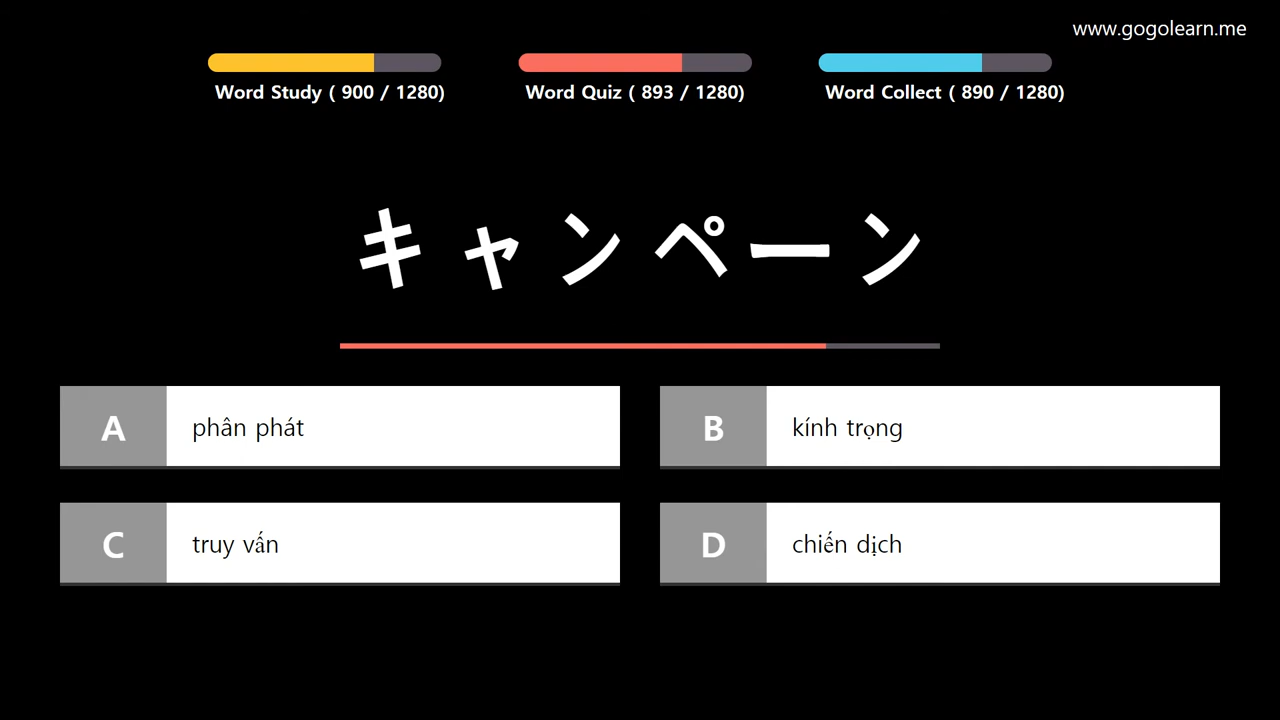 www.gogolearn.me
Word Study ( 900 / 1280)
Word Quiz ( 893 / 1280)
Word Collect ( 890 / 1280)
キャンペーン
A phân phát
B kính trọng
C truy vấn
D chiến dịch